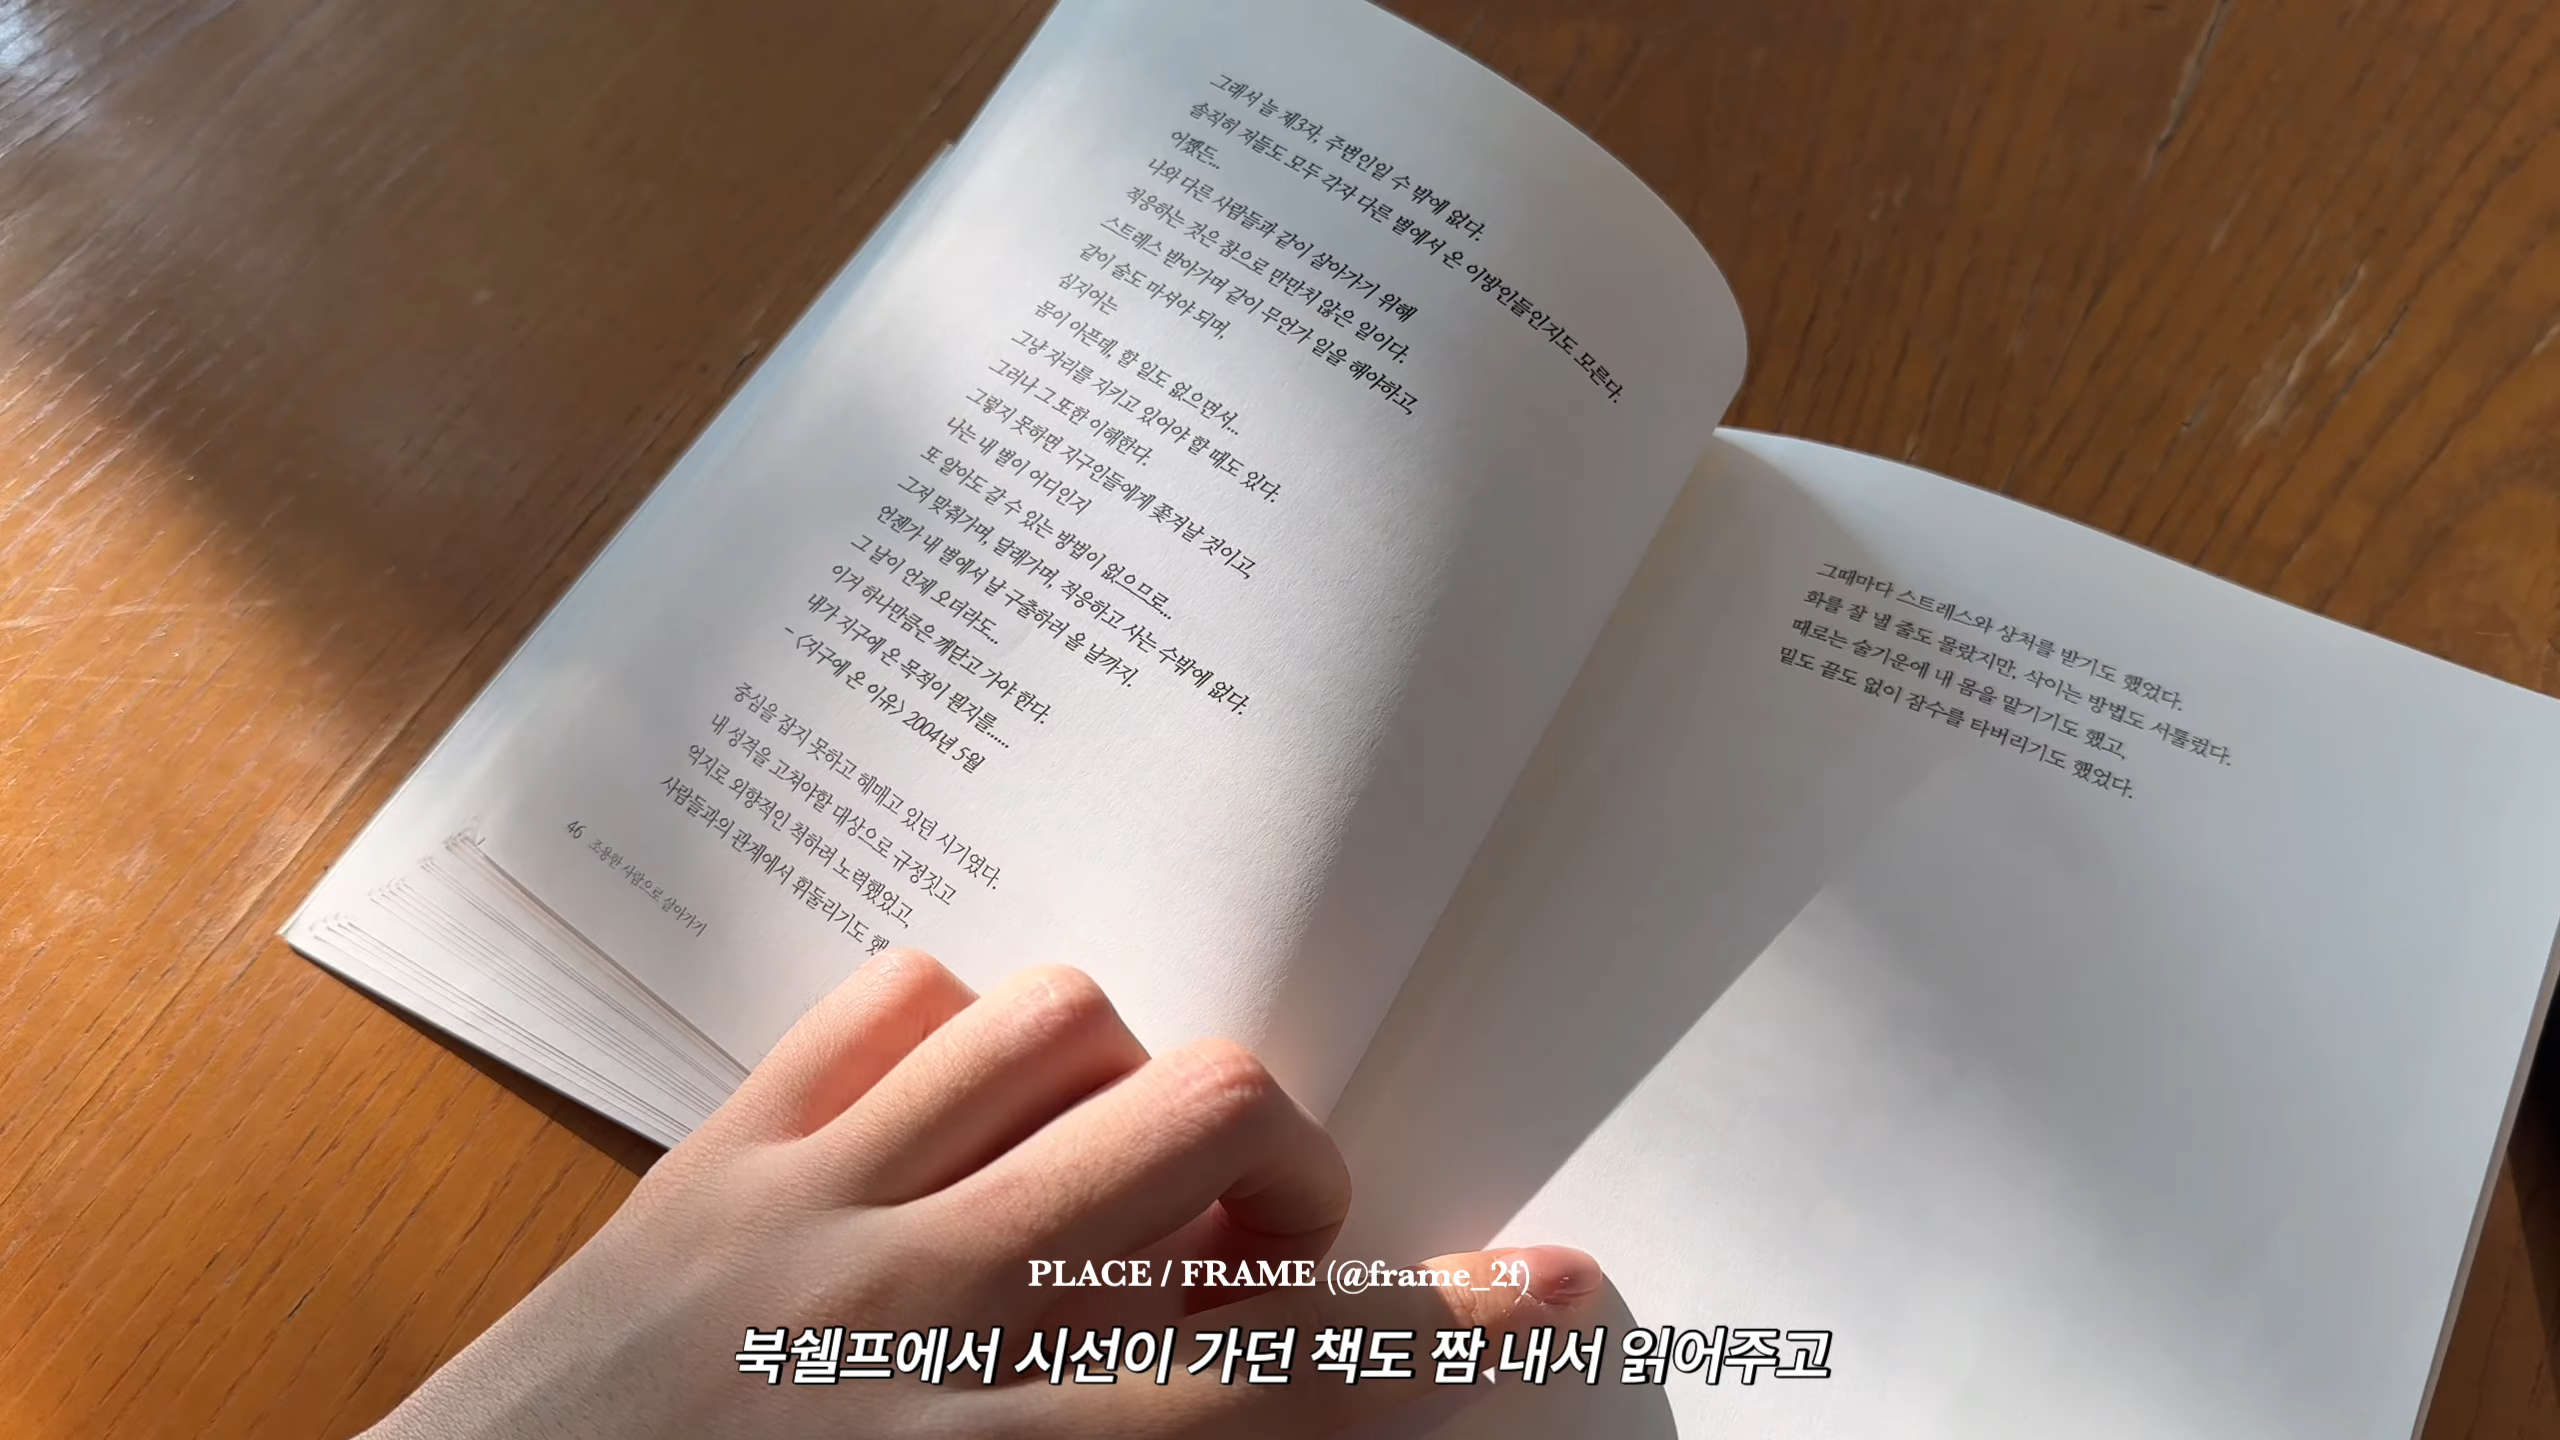 그래서 늘 제3자, 주변인일 수 밖에 없다.
솔직히 저들도 모두 각자 다른 별에서 온 이방인들인지도 모른다.
어쨌든...
나와 다른 사람들과 같이 살아가기 위해
적응하는 것은 참으로 만만치 않은 일이다.
스트레스 받아가며 같이 무언가 일을 해야하고,
같이 술도 마셔야 되며,
심지어는
몸이 아픈데, 할 일도 없으면서...
그냥 자리를 지키고 있어야 할 때도 있다.
그러나 그 또한 이해한다.
그렇지 못하면 지구인들에게 쫓겨날 것이고,
나는 내 별이 어디인지
또 알아도 갈 수 있는 방법이 없으므로...
그저 맞춰가며, 달래가며, 적응하고 사는 수밖에 없다.
언젠가 내 별에서 날 구출하러 올 날까지.
그 날이 언제 오더라도...
이거 하나만큼은 깨닫고 가야 한다.
내가 지구에 온 목적이 뭔지를......
- 〈지구에 온 이유〉 2004년 5월
중심을 잡지 못하고 헤매고 있던 시기였다.
내 성격을 고쳐야할 대상으로 규정짓고
억지로 외향적인 척하려 노력했었고,
사람들과의 관계에서 휘둘리기도 했
46 조용한 사람으로 살아가기
그때마다 스트레스와 상처를 받기도 했었다.
화를 잘 낼 줄도 몰랐지만, 삭이는 방법도 서툴렀다.
때로는 술기운에 내 몸을 맡기기도 했고,
밑도 끝도 없이 잠수를 타버리기도 했었다.
PLACE / FRAME (@frame_2f)
북쉘프에서 시선이 가던 책도 짬 내서 읽어주고